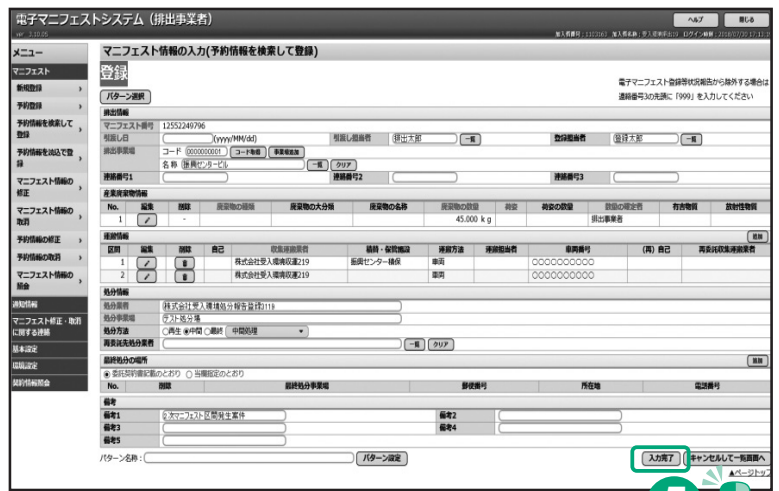 電子マニフェストシステム（排出事業者）
ヘルプ
閉じる
ver 3.10.05
メニュー
マニフェスト情報の入力(予約情報を検索して登録)
マニフェスト
登録
新規登録
電子マニフェスト登録等状況報告から除外する場合は
連絡番号3の先頭に「999」を入力してください
パターン選択
予約登録
排出情報
マニフェスト番号 12552249796
予約情報を検索して登録
引渡し日 (yyyy/MM/dd) 引渡し担当者 排出太郎 一覧 登録担当者 登録太郎 一覧
排出事業場 コード 0000000001 コード検索 事業場追加
名称 振興センタービル 一覧 クリア
予約情報を読込で登録
連絡番号1 連絡番号2 連絡番号3
マニフェスト情報の修正
産業廃棄物情報
No. 編集 削除 廃棄物の種類 廃棄物の大分類 廃棄物の名称 廃棄物の数量 荷姿 荷姿の数量 数量の確定者 有害物質 放射性物質
マニフェスト情報の取消
1 - 45.000 kg 排出事業者
予約情報の修正
運搬情報 追加
区間 編集 削除 自己 収集運搬業者 積替・保管施設 運搬方法 運搬担当者 車両番号 (再) 自己 再委託収集運搬業者
予約情報の取消
1 株式会社受入環境収運219 振興センター積保 車両 〇〇〇〇〇〇〇〇〇〇
マニフェスト情報の照会
2 株式会社受入環境収運219 車両 〇〇〇〇〇〇〇〇〇〇
通知情報
処分情報
処分業者 株式会社受入環境処分報告登録0119
マニフェスト修正・取消に関する連絡
処分事業場 テスト処分場
処分方法 ○再生 ◉中間 ○最終 中間処理
基本設定
再委託先処分業者 一覧 クリア
環境設定
最終処分の場所 追加
契約情報照会
◉ 委託契約書記載のとおり ○ 当欄指定のとおり
No. 削除 最終処分事業場 郵便番号 所在地 電話番号
備考
備考1 2次マニフェスト区間発生案件 備考2
備考3 備考4
備考5
パターン名称： パターン設定 入力完了 キャンセルして一覧画面へ
▲ページトップ